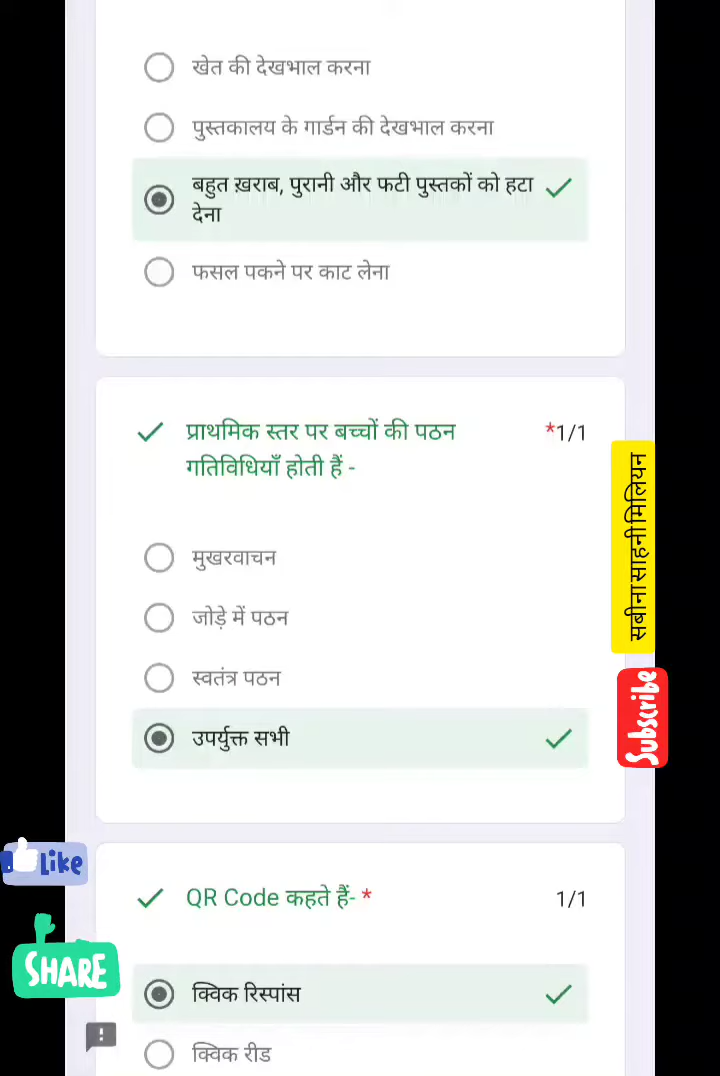 खेत की देखभाल करना
पुस्तकालय के गार्डन की देखभाल करना
बहुत ख़राब, पुरानी और फटी पुस्तकों को हटा
देना
फसल पकने पर काट लेना
प्राथमिक स्तर पर बच्चों की पठन
गतिविधियाँ होती हैं -
*1/1
मुखरवाचन
जोड़े में पठन
स्वतंत्र पठन
उपर्युक्त सभी
सबीना साहनी मिलियन
Subscribe
Like
SHARE
QR Code कहते हैं- *
1/1
क्विक रिस्पांस
क्विक रीड